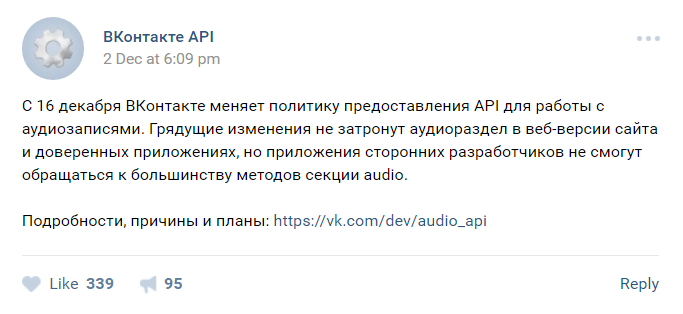 ВКонтакте API
2 Dec at 6:09 pm
С 16 декабря ВКонтакте меняет политику предоставления API для работы с
аудиозаписями. Грядущие изменения не затронут аудиораздел в веб-версии сайта
и доверенных приложениях, но приложения сторонних разработчиков не смогут
обращаться к большинству методов секции audio.
Подробности, причины и планы: https://vk.com/dev/audio_api
Like 339 95 Reply